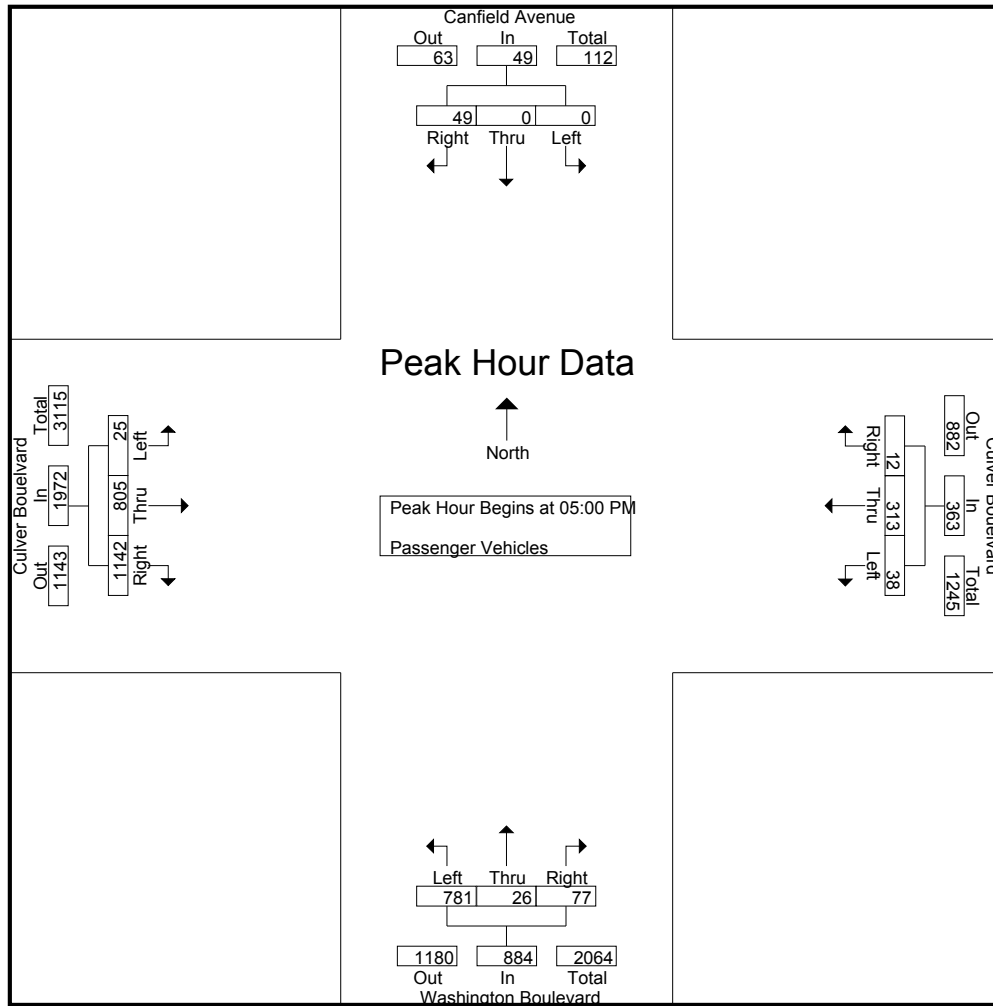 Canfield Avenue
Out In Total
63 49 112
49 0 0
Right Thru Left
Peak Hour Data
North
Peak Hour Begins at 05:00 PM
Passenger Vehicles
Culver Bouelvard
Out In Total
1143 1972 3115
1142 805 25
Right Thru Left
Culver Bouelvard
Out In Total
882 363 1245
12 313 38
Right Thru Left
Left Thru Right
781 26 77
1180 884 2064
Out In Total
Washington Boulevard